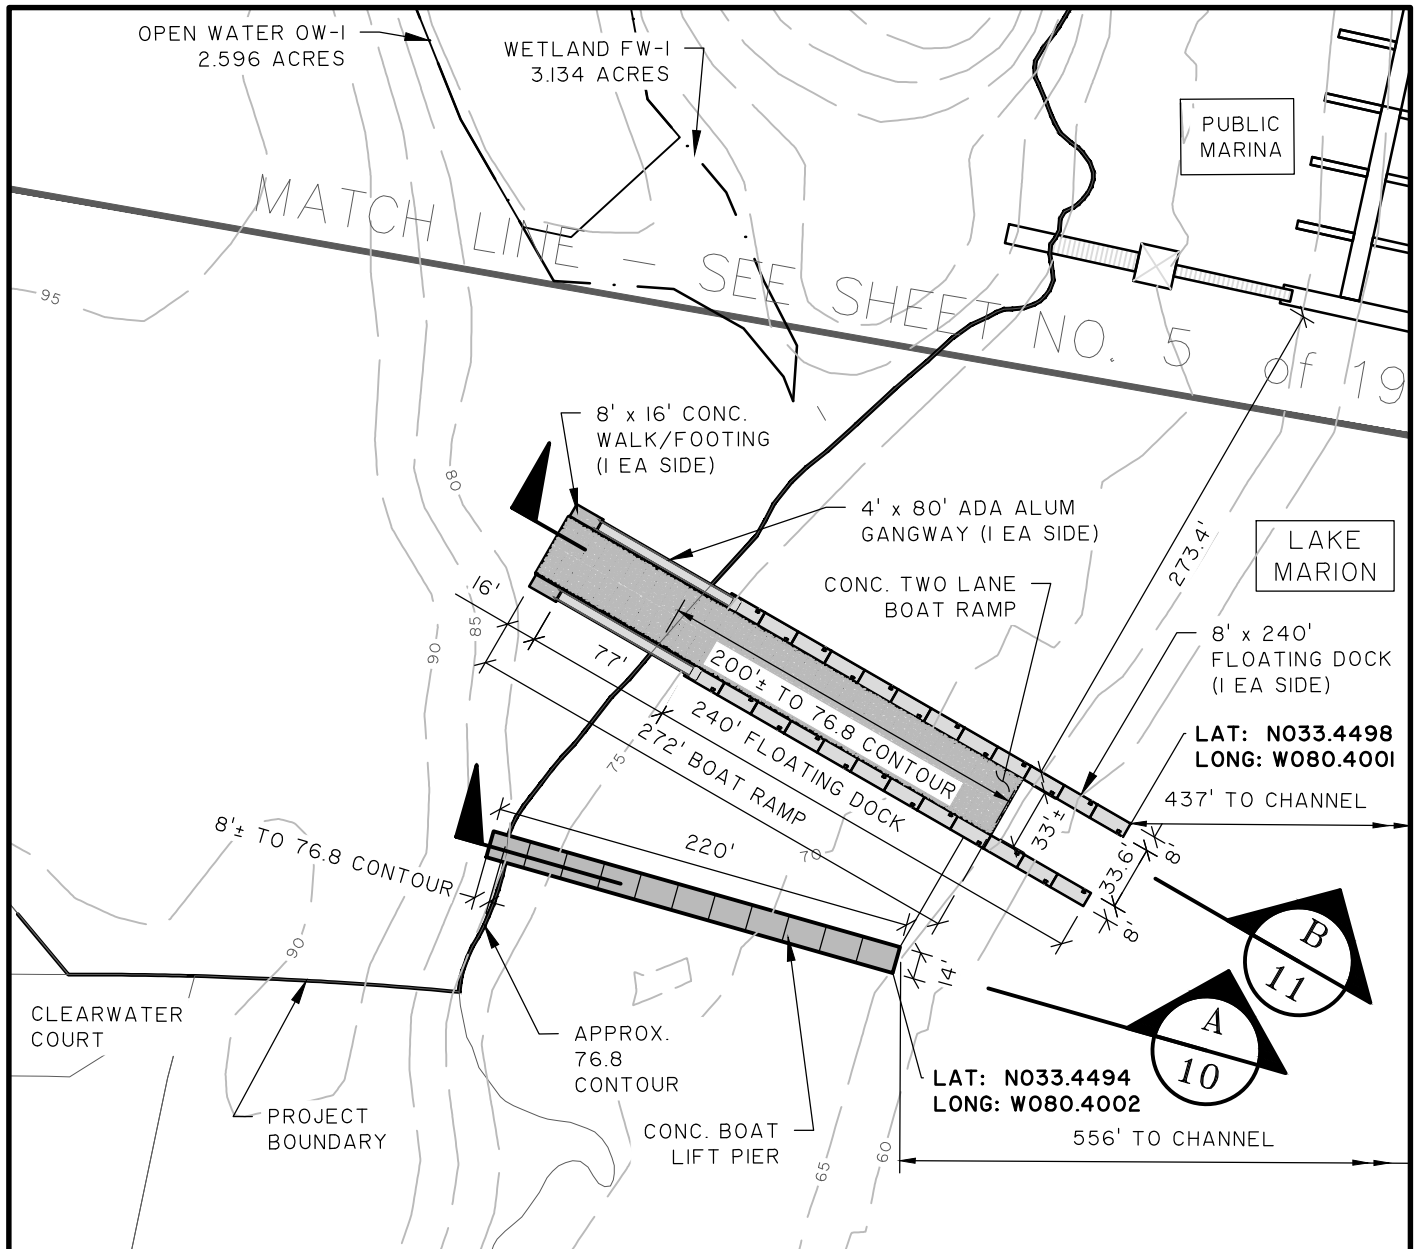 OPEN WATER OW-1
2.596 ACRES
WETLAND FW-1
3.134 ACRES
PUBLIC
MARINA
MATCH LINE - SEE SHEET NO. 5 of 19
95
8' x 16' CONC.
WALK/FOOTING
(1 EA SIDE)
80
4' x 80' ADA ALUM
GANGWAY (1 EA SIDE)
273.4'
LAKE
MARION
CONC. TWO LANE
BOAT RAMP
16'
85
90
77'
8' x 240'
FLOATING DOCK
(1 EA SIDE)
200'± TO 76.8 CONTOUR
240' FLOATING DOCK
272' BOAT RAMP
75
LAT: N033.4498
LONG: W080.4001
437' TO CHANNEL
8'± TO 76.8 CONTOUR
220'
70
33'±
8'
33.6'
8'
90
14'
B
11
A
10
CLEARWATER
COURT
APPROX.
76.8
CONTOUR
LAT: N033.4494
LONG: W080.4002
PROJECT
BOUNDARY
CONC. BOAT
LIFT PIER
556' TO CHANNEL
65
60